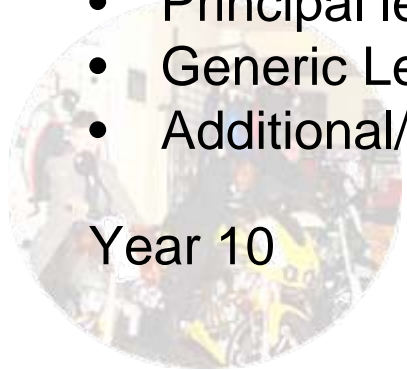 • Principal le
• Generic Le
• Additional/
Year 10